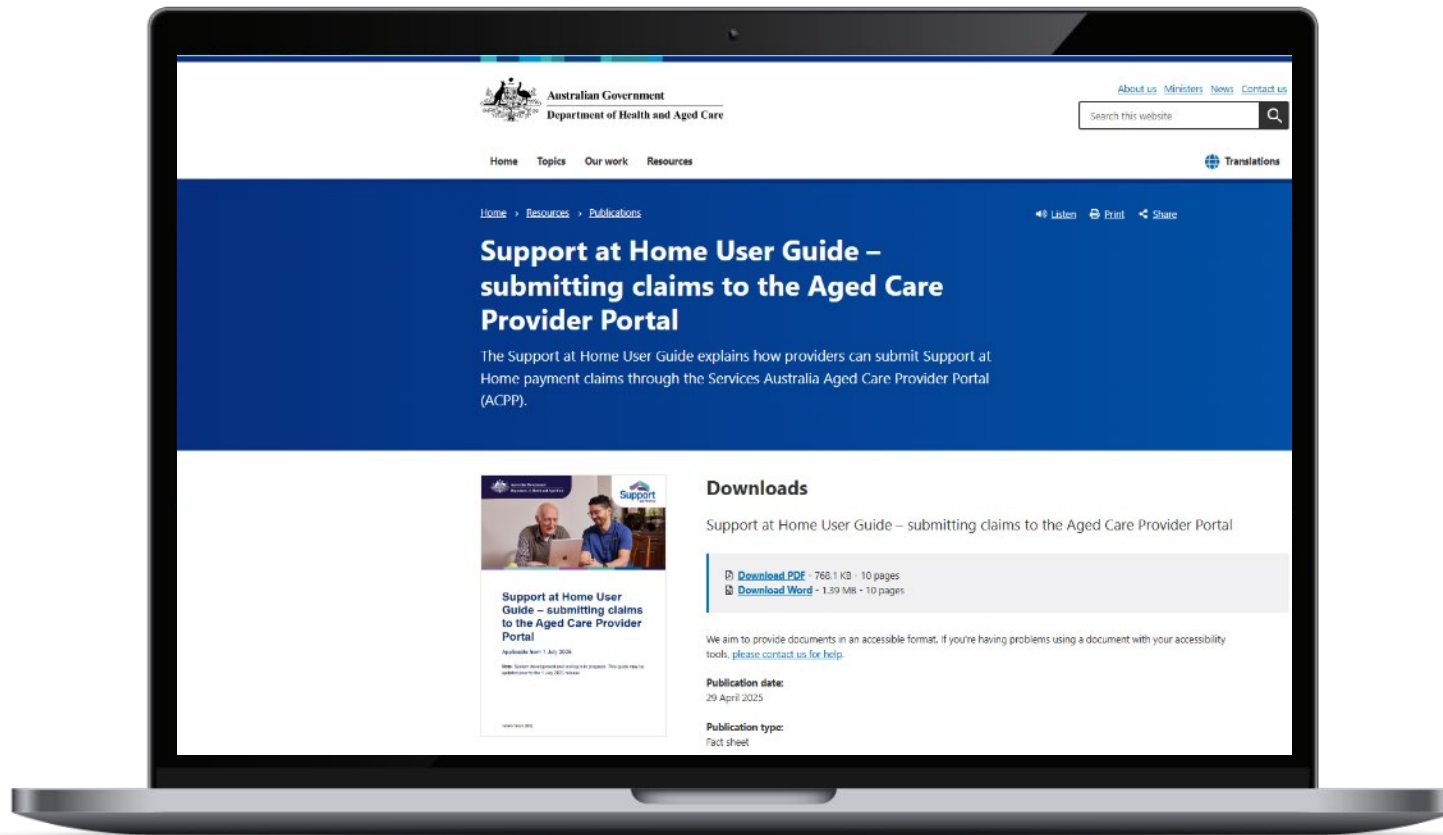 Australian Government
Department of Health and Aged Care
About us Ministers News Contact us
Search this website
Home Topics Our work Resources
Translations
Home › Resources › Publications
Listen Print Share
Support at Home User Guide –
submitting claims to the Aged Care
Provider Portal
The Support at Home User Guide explains how providers can submit Support at
Home payment claims through the Services Australia Aged Care Provider Portal
(ACPP).
Support
Support at Home User
Guide – submitting claims
to the Aged Care Provider
Portal
Downloads
Support at Home User Guide – submitting claims to the Aged Care Provider Portal
Download PDF - 768.1 KB - 10 pages
Download Word - 1.39 MB - 10 pages
We aim to provide documents in an accessible format. If you're having problems using a document with your accessibility
tools, please contact us for help.
Publication date:
29 April 2025
Publication type:
Fact sheet